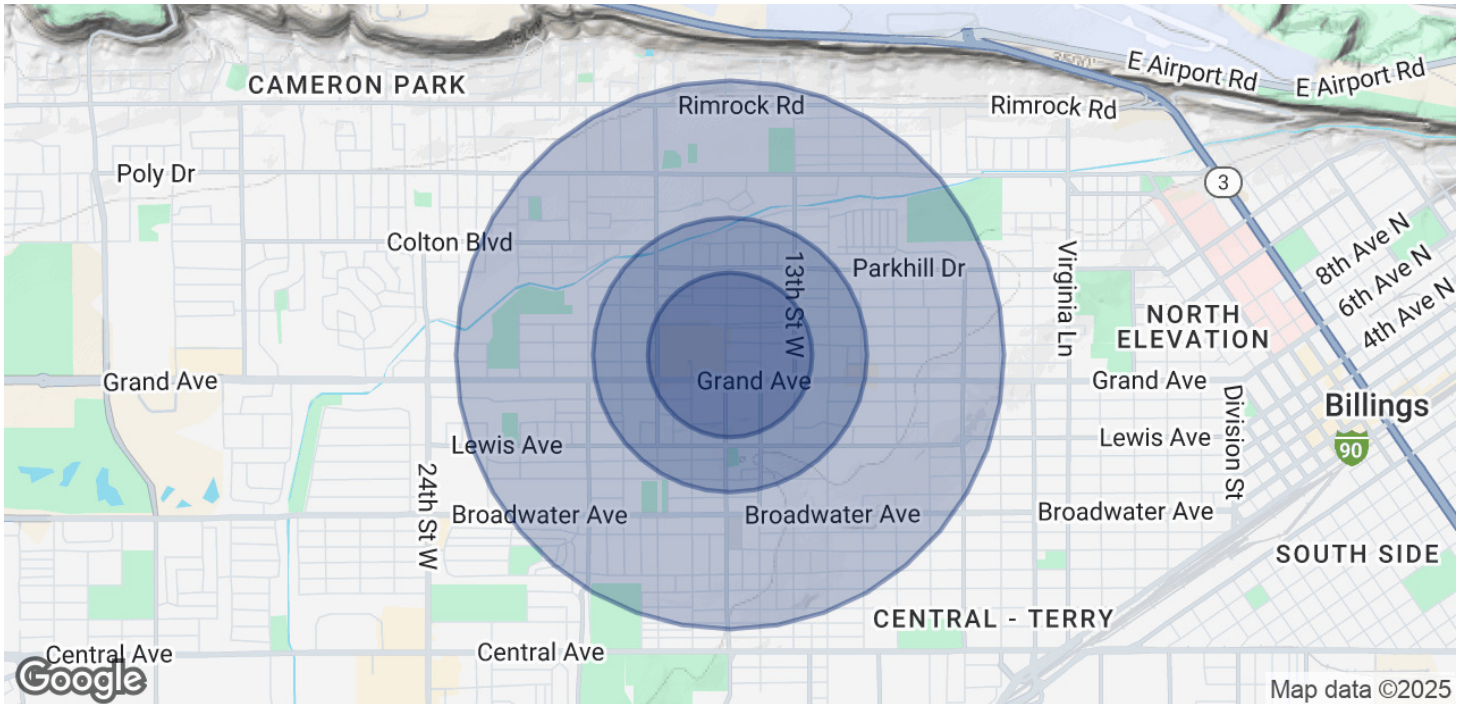 3500'
3500'
E Airport Rd
E Airport Rd
CAMERON PARK
Rimrock Rd
Rimrock Rd
Poly Dr
3
Colton Blvd
13th St W
Parkhill Dr
Virginia Ln
8th Ave N
6th Ave N
4th Ave N
NORTH
ELEVATION
Grand Ave
Grand Ave
Grand Ave
Division St
Billings
Lewis Ave
Lewis Ave
90
24th St W
Broadwater Ave
Broadwater Ave
Broadwater Ave
SOUTH SIDE
CENTRAL - TERRY
Central Ave
Central Ave
Google
Map data ©2025